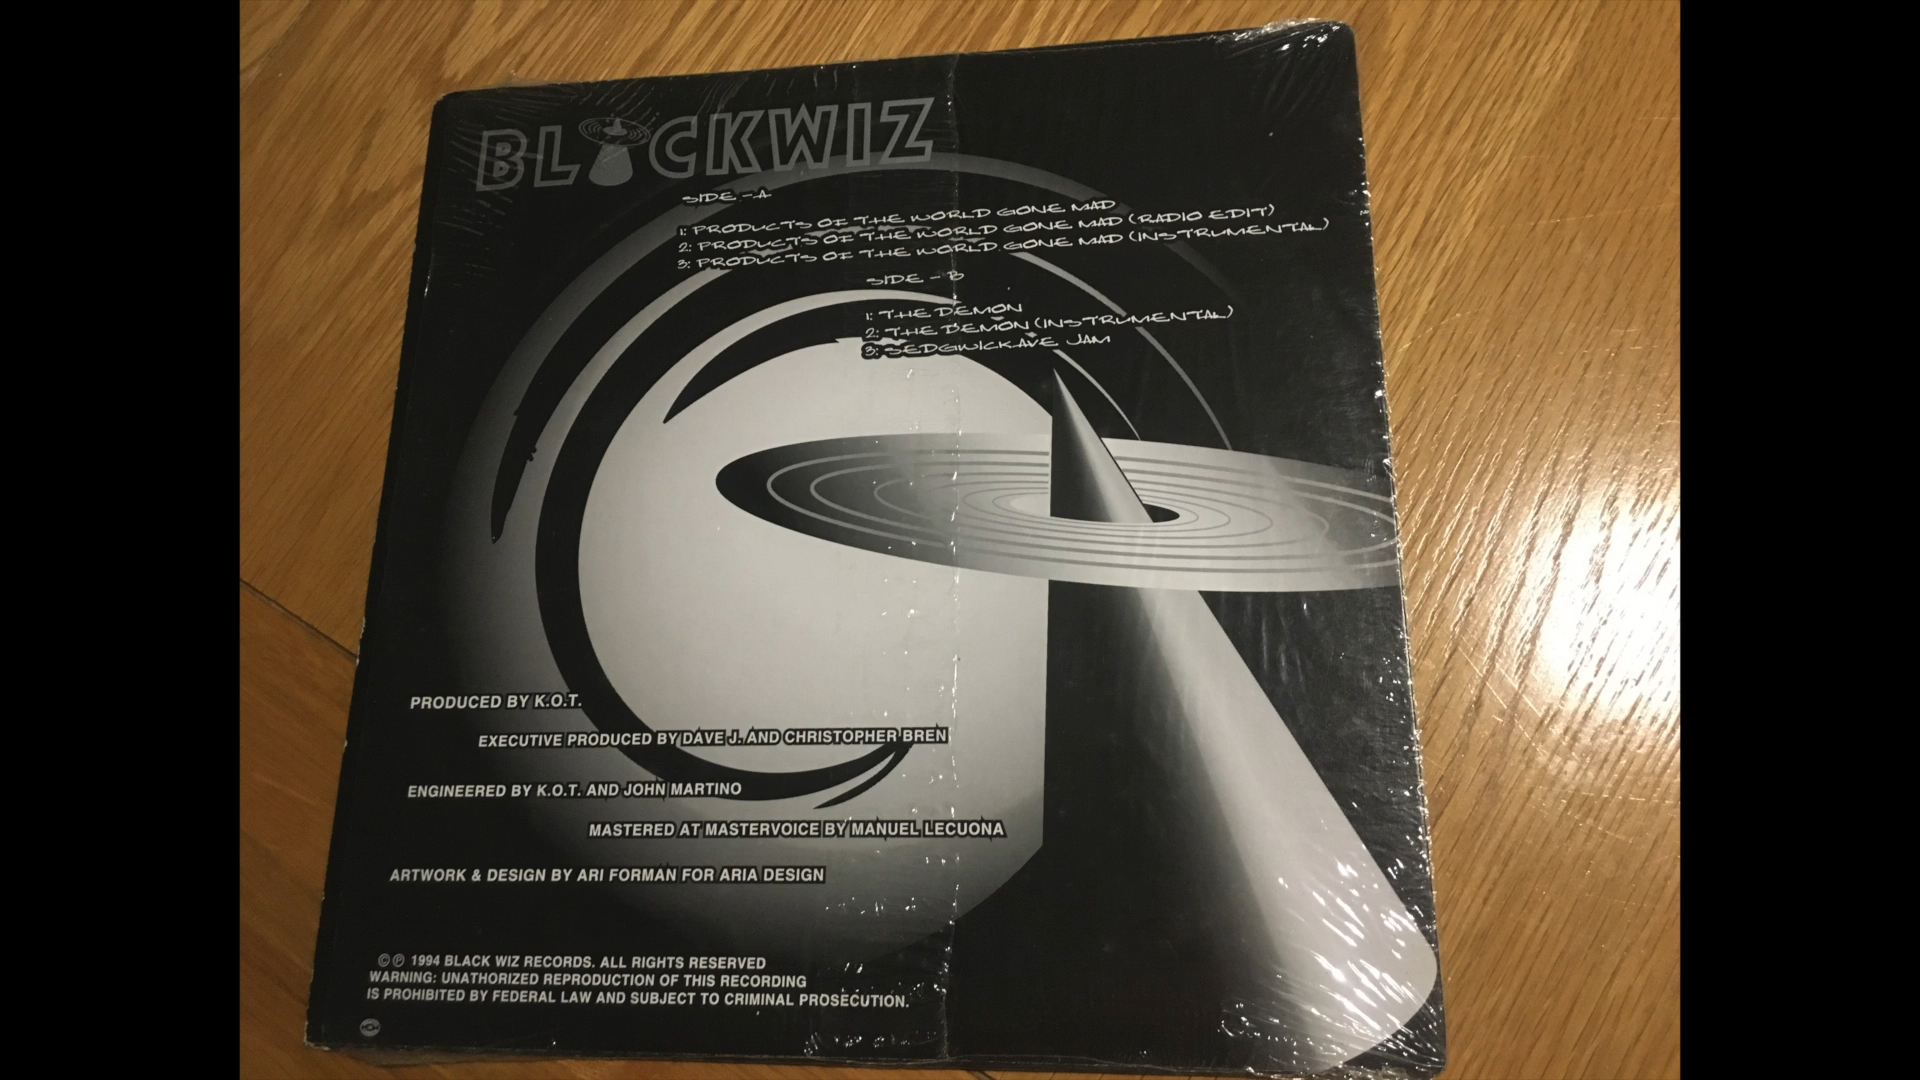 BLACKWIZ
SIDE - A
1: PRODUCTS OF THE WORLD GONE MAD
2: PRODUCTS OF THE WORLD GONE MAD (RADIO EDIT)
3: PRODUCTS OF THE WORLD GONE MAD (INSTRUMENTAL)
SIDE - B
1: THE DEMON
2: THE DEMON (INSTRUMENTAL)
3: SEDGWICK AVE JAM
PRODUCED BY K.O.T.
EXECUTIVE PRODUCED BY DAVE J. AND CHRISTOPHER BREN
ENGINEERED BY K.O.T. AND JOHN MARTINO
MASTERED AT MASTERVOICE BY MANUEL LECUONA
ARTWORK & DESIGN BY ARI FORMAN FOR ARIA DESIGN
©℗ 1994 BLACK WIZ RECORDS. ALL RIGHTS RESERVED
WARNING: UNATHORIZED REPRODUCTION OF THIS RECORDING
IS PROHIBITED BY FEDERAL LAW AND SUBJECT TO CRIMINAL PROSECUTION.